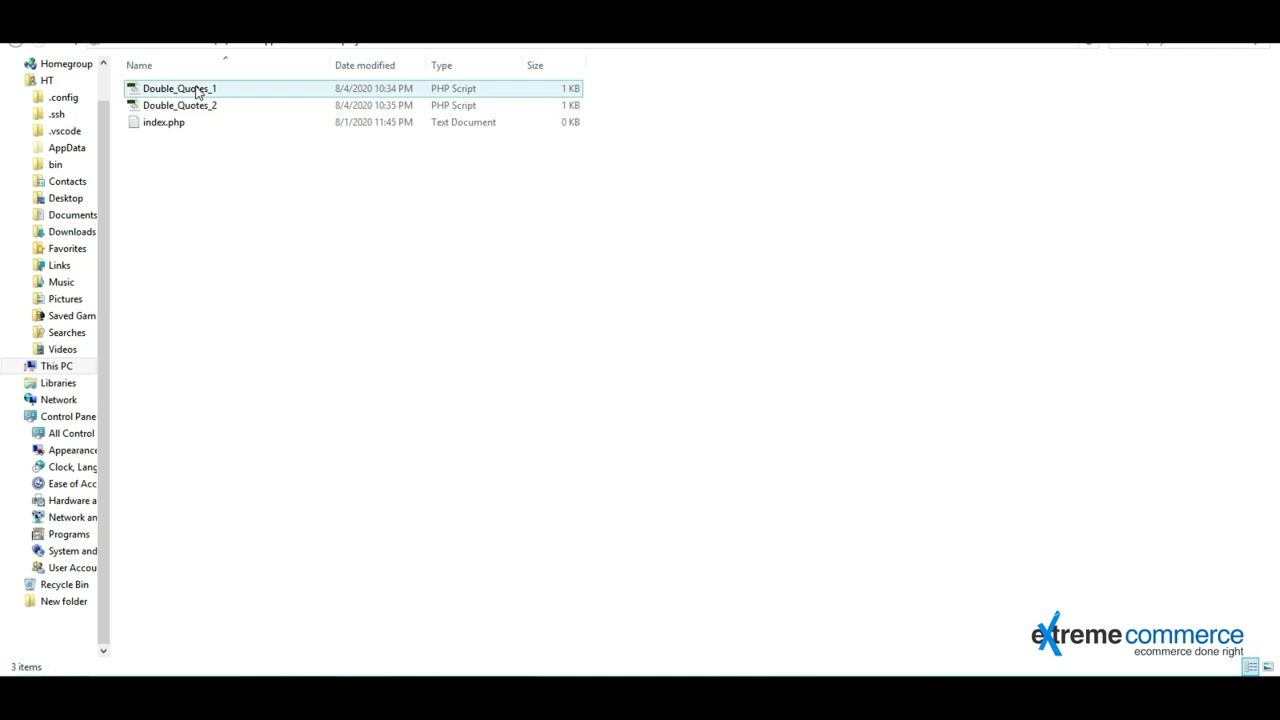 Name Date modified Type Size
Homegroup
HT
.config
.ssh
.vscode
AppData
bin
Contacts
Desktop
Documents
Downloads
Favorites
Links
Music
Pictures
Saved Gam
Searches
Videos
This PC
Libraries
Network
Control Pane
All Control
Appearance
Clock, Lang
Ease of Acc
Hardware a
Network an
Programs
System and
User Accou
Recycle Bin
New folder
Double_Quotes_1 8/4/2020 10:34 PM PHP Script 1 KB
Double_Quotes_2 8/4/2020 10:35 PM PHP Script 1 KB
index.php 8/1/2020 11:45 PM Text Document 0 KB
3 items
extreme commerce
ecommerce done right